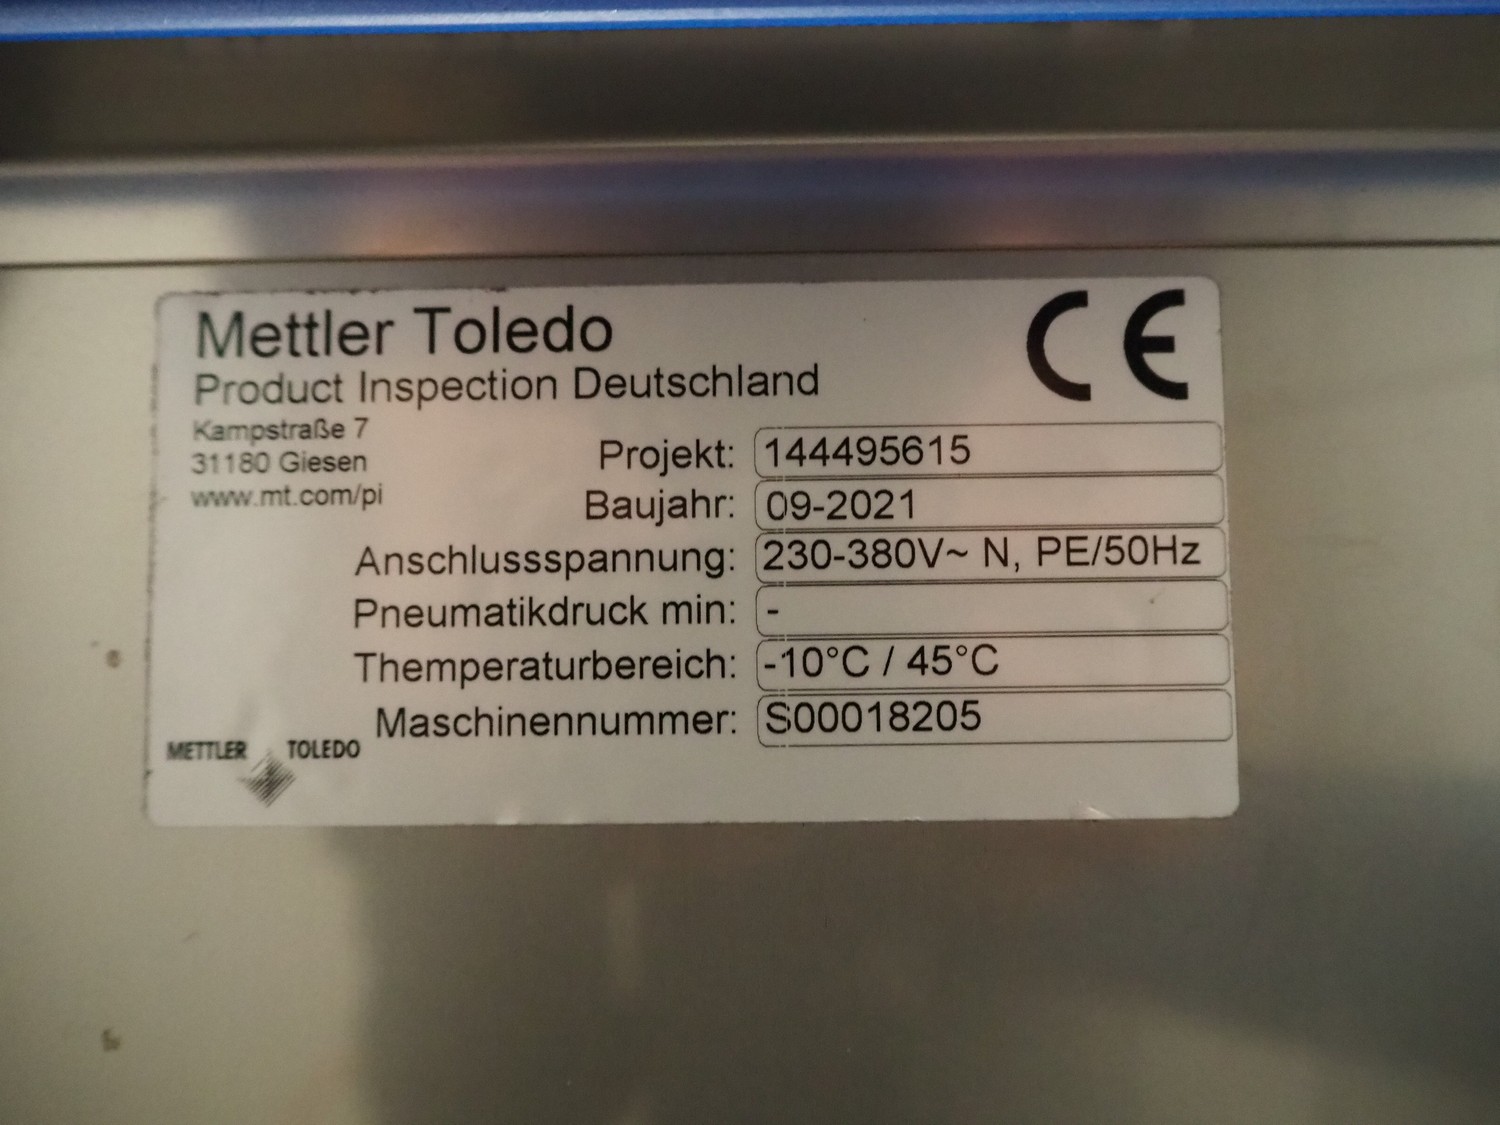 Mettler Toledo
CE
Product Inspection Deutschland
Kampstraße 7
31180 Giesen
www.mt.com/pi
Projekt: 144495615
Baujahr: 09-2021
Anschlussspannung: 230-380V~ N, PE/50Hz
Pneumatikdruck min: -
Themperaturbereich: -10°C / 45°C
Maschinennummer: S00018205
METTLER TOLEDO